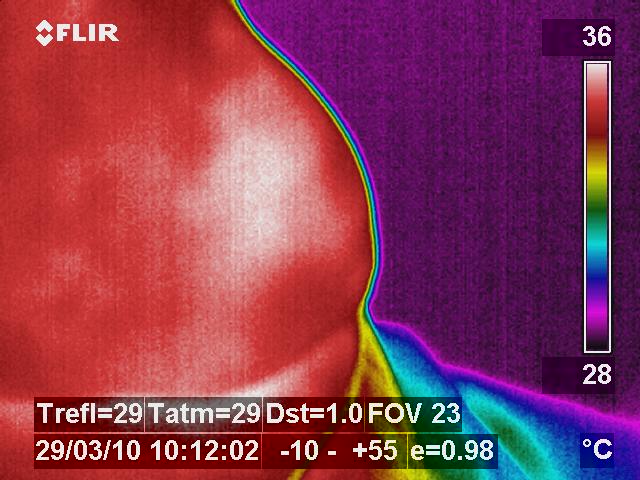 FLIR
36
28
°C
Trefl=29 Tatm=29 Dst=1.0 FOV 23
29/03/10 10:12:02 -10 - +55 e=0.98